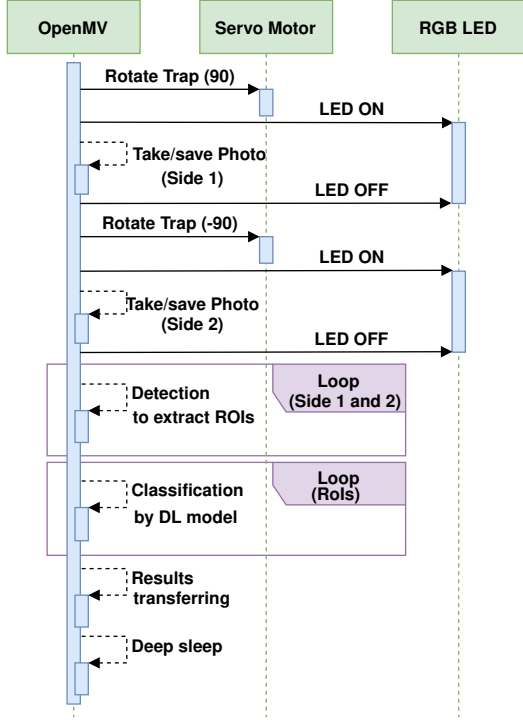 OpenMV
Servo Motor
RGB LED
Rotate Trap (90)
LED ON
Take/save Photo
(Side 1)
LED OFF
Rotate Trap (-90)
LED ON
Take/save Photo
(Side 2)
LED OFF
Loop
(Side 1 and 2)
Detection
to extract ROIs
Loop
(RoIs)
Classification
by DL model
Results
transferring
Deep sleep